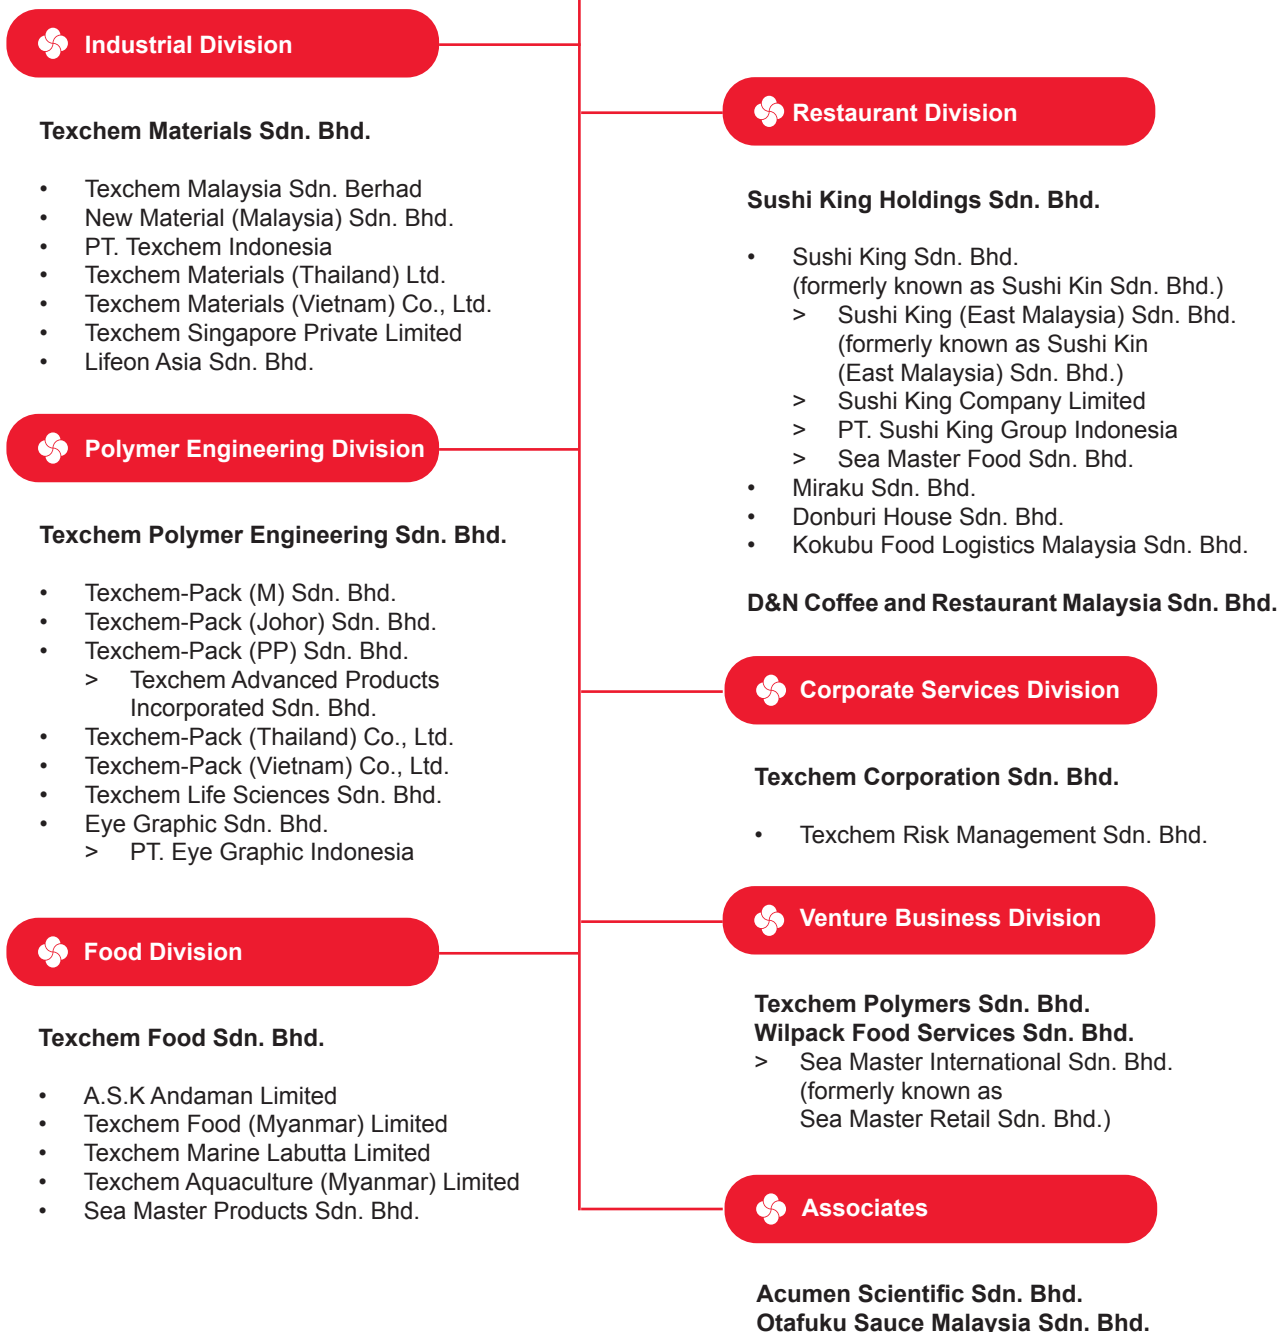 Industrial Division
Texchem Materials Sdn. Bhd.
• Texchem Malaysia Sdn. Berhad
• New Material (Malaysia) Sdn. Bhd.
• PT. Texchem Indonesia
• Texchem Materials (Thailand) Ltd.
• Texchem Materials (Vietnam) Co., Ltd.
• Texchem Singapore Private Limited
• Lifeon Asia Sdn. Bhd.
Polymer Engineering Division
Texchem Polymer Engineering Sdn. Bhd.
• Texchem-Pack (M) Sdn. Bhd.
• Texchem-Pack (Johor) Sdn. Bhd.
• Texchem-Pack (PP) Sdn. Bhd.
> Texchem Advanced Products
Incorporated Sdn. Bhd.
• Texchem-Pack (Thailand) Co., Ltd.
• Texchem-Pack (Vietnam) Co., Ltd.
• Texchem Life Sciences Sdn. Bhd.
• Eye Graphic Sdn. Bhd.
> PT. Eye Graphic Indonesia
Food Division
Texchem Food Sdn. Bhd.
• A.S.K Andaman Limited
• Texchem Food (Myanmar) Limited
• Texchem Marine Labutta Limited
• Texchem Aquaculture (Myanmar) Limited
• Sea Master Products Sdn. Bhd.
Restaurant Division
Sushi King Holdings Sdn. Bhd.
• Sushi King Sdn. Bhd.
(formerly known as Sushi Kin Sdn. Bhd.)
> Sushi King (East Malaysia) Sdn. Bhd.
(formerly known as Sushi Kin
(East Malaysia) Sdn. Bhd.)
> Sushi King Company Limited
> PT. Sushi King Group Indonesia
> Sea Master Food Sdn. Bhd.
• Miraku Sdn. Bhd.
• Donburi House Sdn. Bhd.
• Kokubu Food Logistics Malaysia Sdn. Bhd.
D&N Coffee and Restaurant Malaysia Sdn. Bhd.
Corporate Services Division
Texchem Corporation Sdn. Bhd.
• Texchem Risk Management Sdn. Bhd.
Venture Business Division
Texchem Polymers Sdn. Bhd.
Wilpack Food Services Sdn. Bhd.
> Sea Master International Sdn. Bhd.
(formerly known as
Sea Master Retail Sdn. Bhd.)
Associates
Acumen Scientific Sdn. Bhd.
Otafuku Sauce Malaysia Sdn. Bhd.